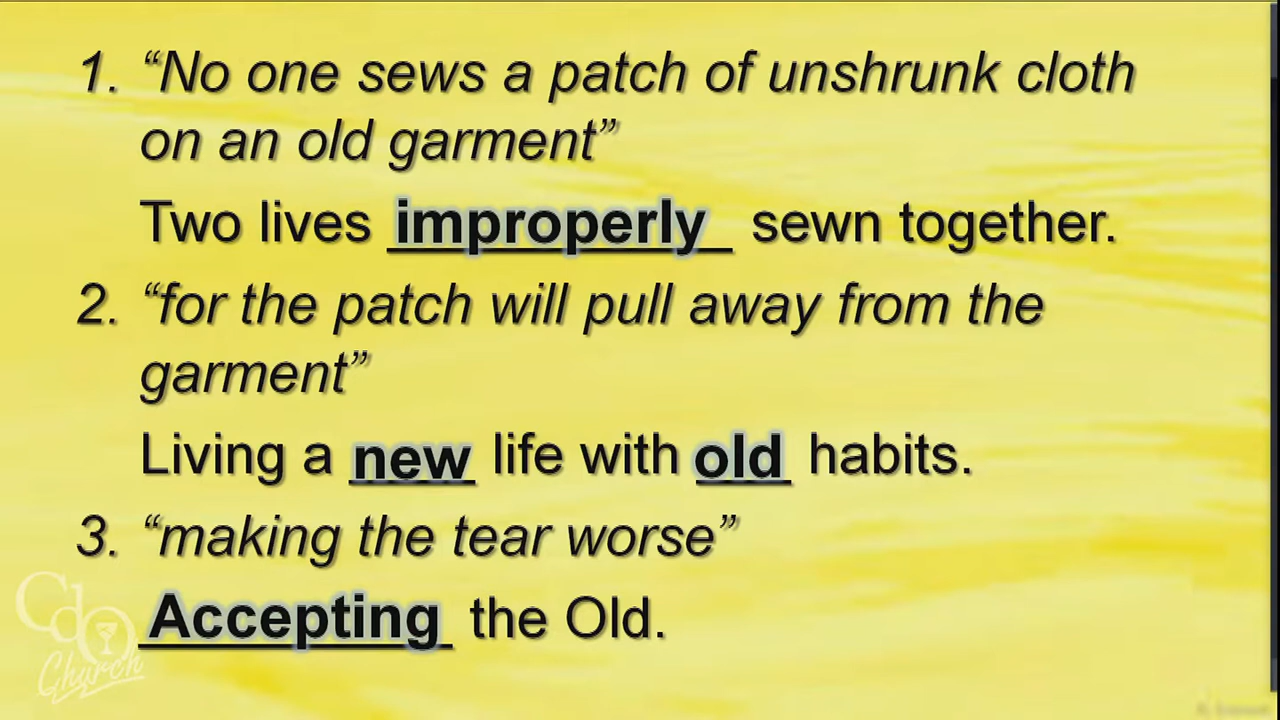 1. “No one sews a patch of unshrunk cloth
on an old garment”
Two lives improperly sewn together.
2. “for the patch will pull away from the
garment”
Living a new life with old habits.
3. “making the tear worse”
Accepting the Old.
CdO
Church